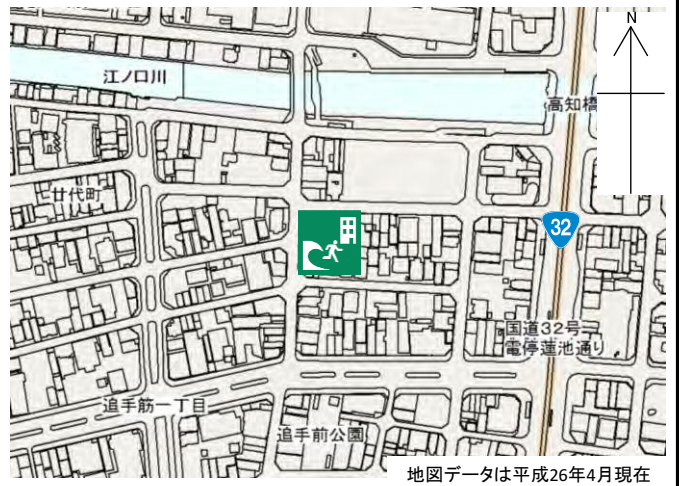 N
江ノ口川
高知橋
廿代町
32
国道32号
電停蓮池通り
追手筋一丁目
追手前公園
地図データは平成26年4月現在